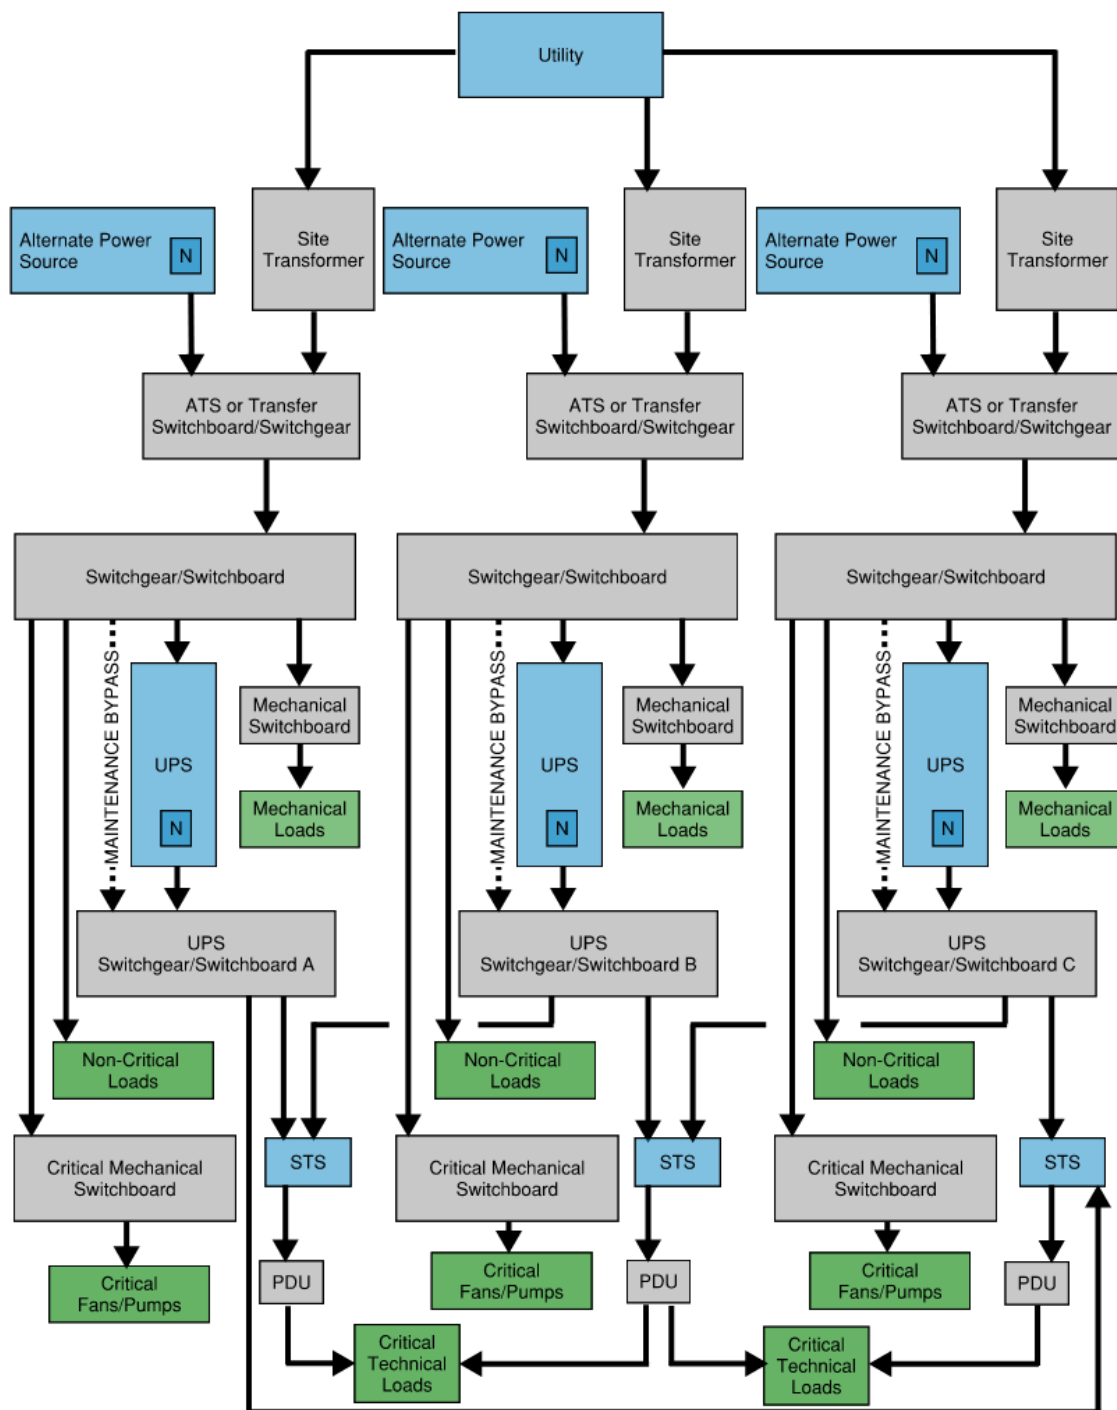 Utility
Alternate Power
Source
N
Site
Transformer
Alternate Power
Source
N
Site
Transformer
Alternate Power
Source
N
Site
Transformer
ATS or Transfer
Switchboard/Switchgear
ATS or Transfer
Switchboard/Switchgear
ATS or Transfer
Switchboard/Switchgear
Switchgear/Switchboard
Switchgear/Switchboard
Switchgear/Switchboard
MAINTENANCE BYPASS
UPS
N
Mechanical
Switchboard
Mechanical
Loads
MAINTENANCE BYPASS
UPS
N
Mechanical
Switchboard
Mechanical
Loads
MAINTENANCE BYPASS
UPS
N
Mechanical
Switchboard
Mechanical
Loads
UPS
Switchgear/Switchboard A
UPS
Switchgear/Switchboard B
UPS
Switchgear/Switchboard C
Non-Critical
Loads
Non-Critical
Loads
Non-Critical
Loads
Critical Mechanical
Switchboard
STS
Critical Mechanical
Switchboard
STS
Critical Mechanical
Switchboard
STS
Critical
Fans/Pumps
PDU
Critical
Fans/Pumps
PDU
Critical
Fans/Pumps
PDU
Critical
Technical
Loads
Critical
Technical
Loads